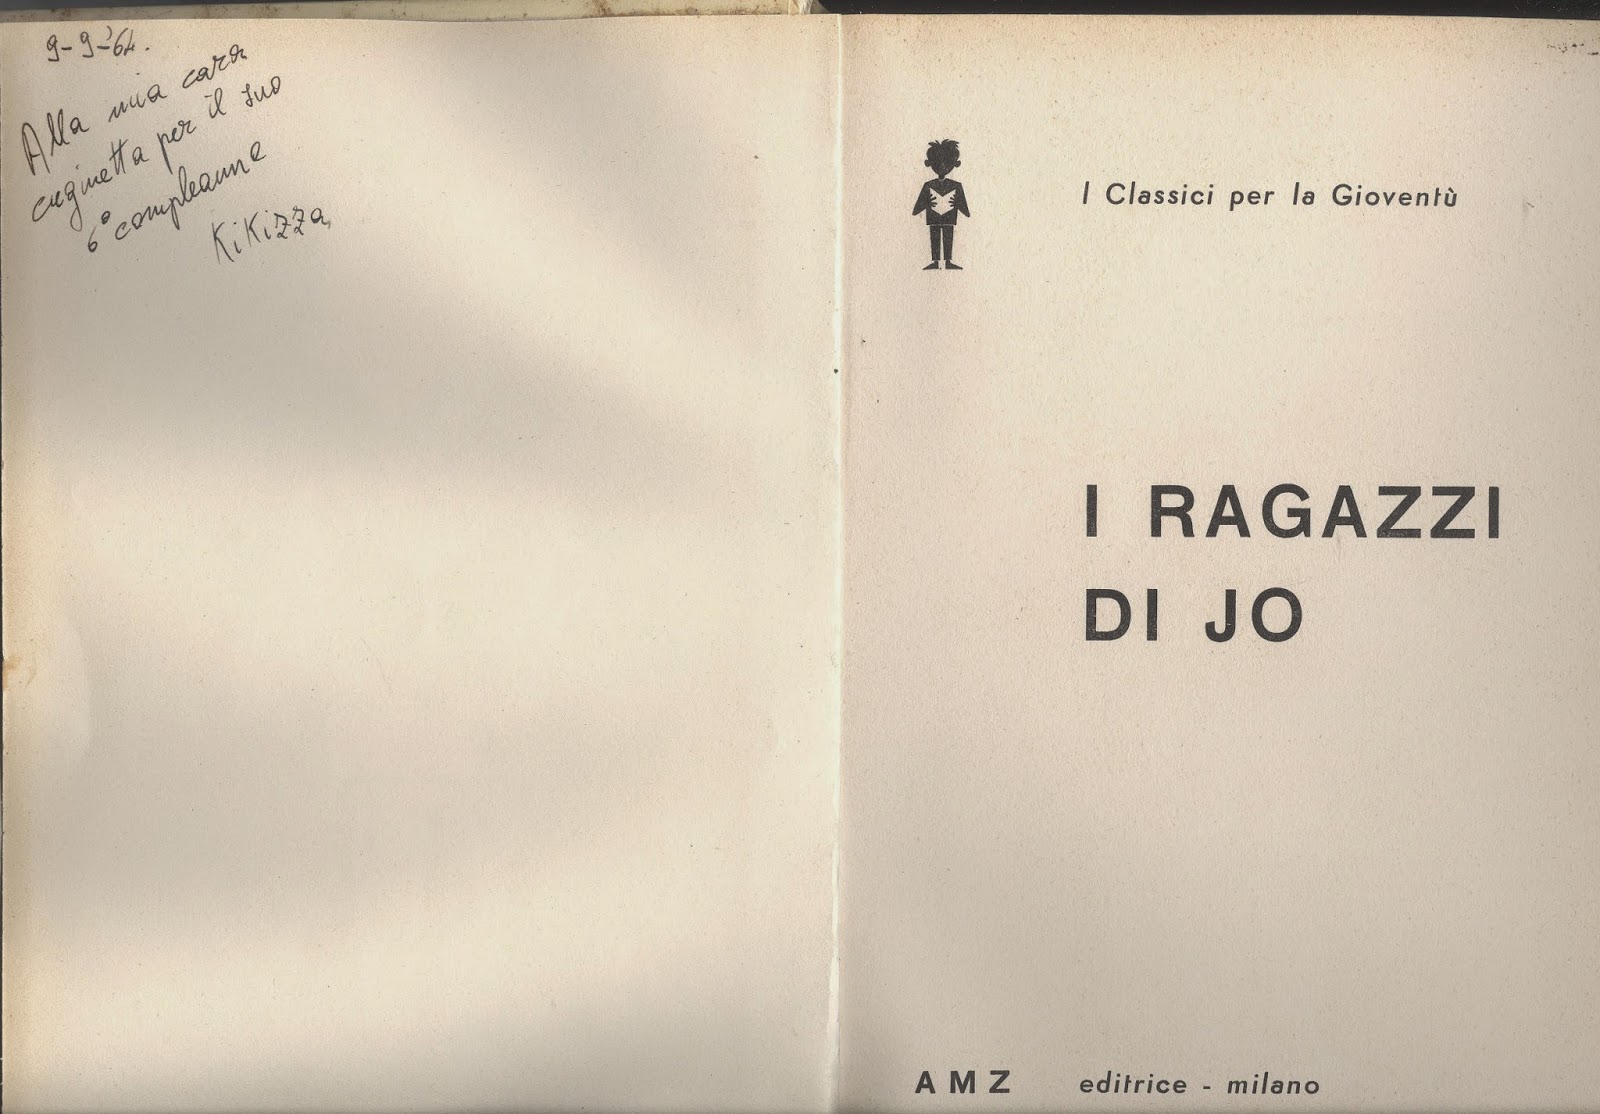 9-9-'64.
Alla mia cara
cuginetta per il suo
6° compleanno
KiKizza
I Classici per la Gioventù
I RAGAZZI
DI JO
AMZ editrice - milano